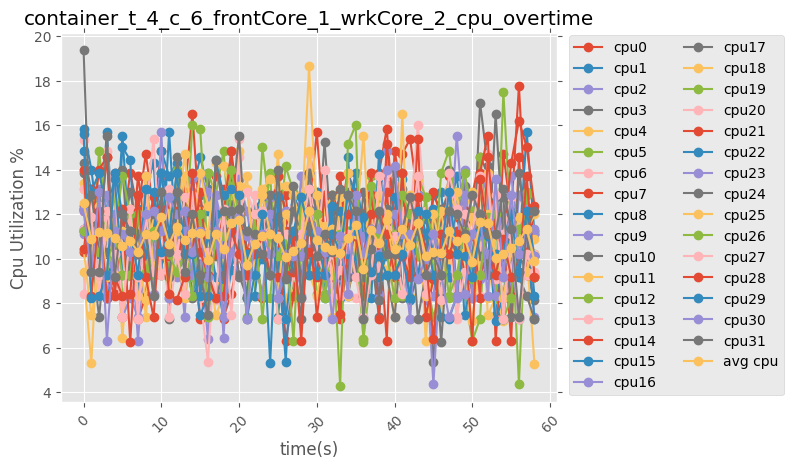 container_t_4_c_6_frontCore_1_wrkCore_2_cpu_overtime
20
18
16
14
12
10
8
6
4
Cpu Utilization %
0
10
20
30
40
50
60
time(s)
cpu0
cpu1
cpu2
cpu3
cpu4
cpu5
cpu6
cpu7
cpu8
cpu9
cpu10
cpu11
cpu12
cpu13
cpu14
cpu15
cpu16
cpu17
cpu18
cpu19
cpu20
cpu21
cpu22
cpu23
cpu24
cpu25
cpu26
cpu27
cpu28
cpu29
cpu30
cpu31
avg cpu